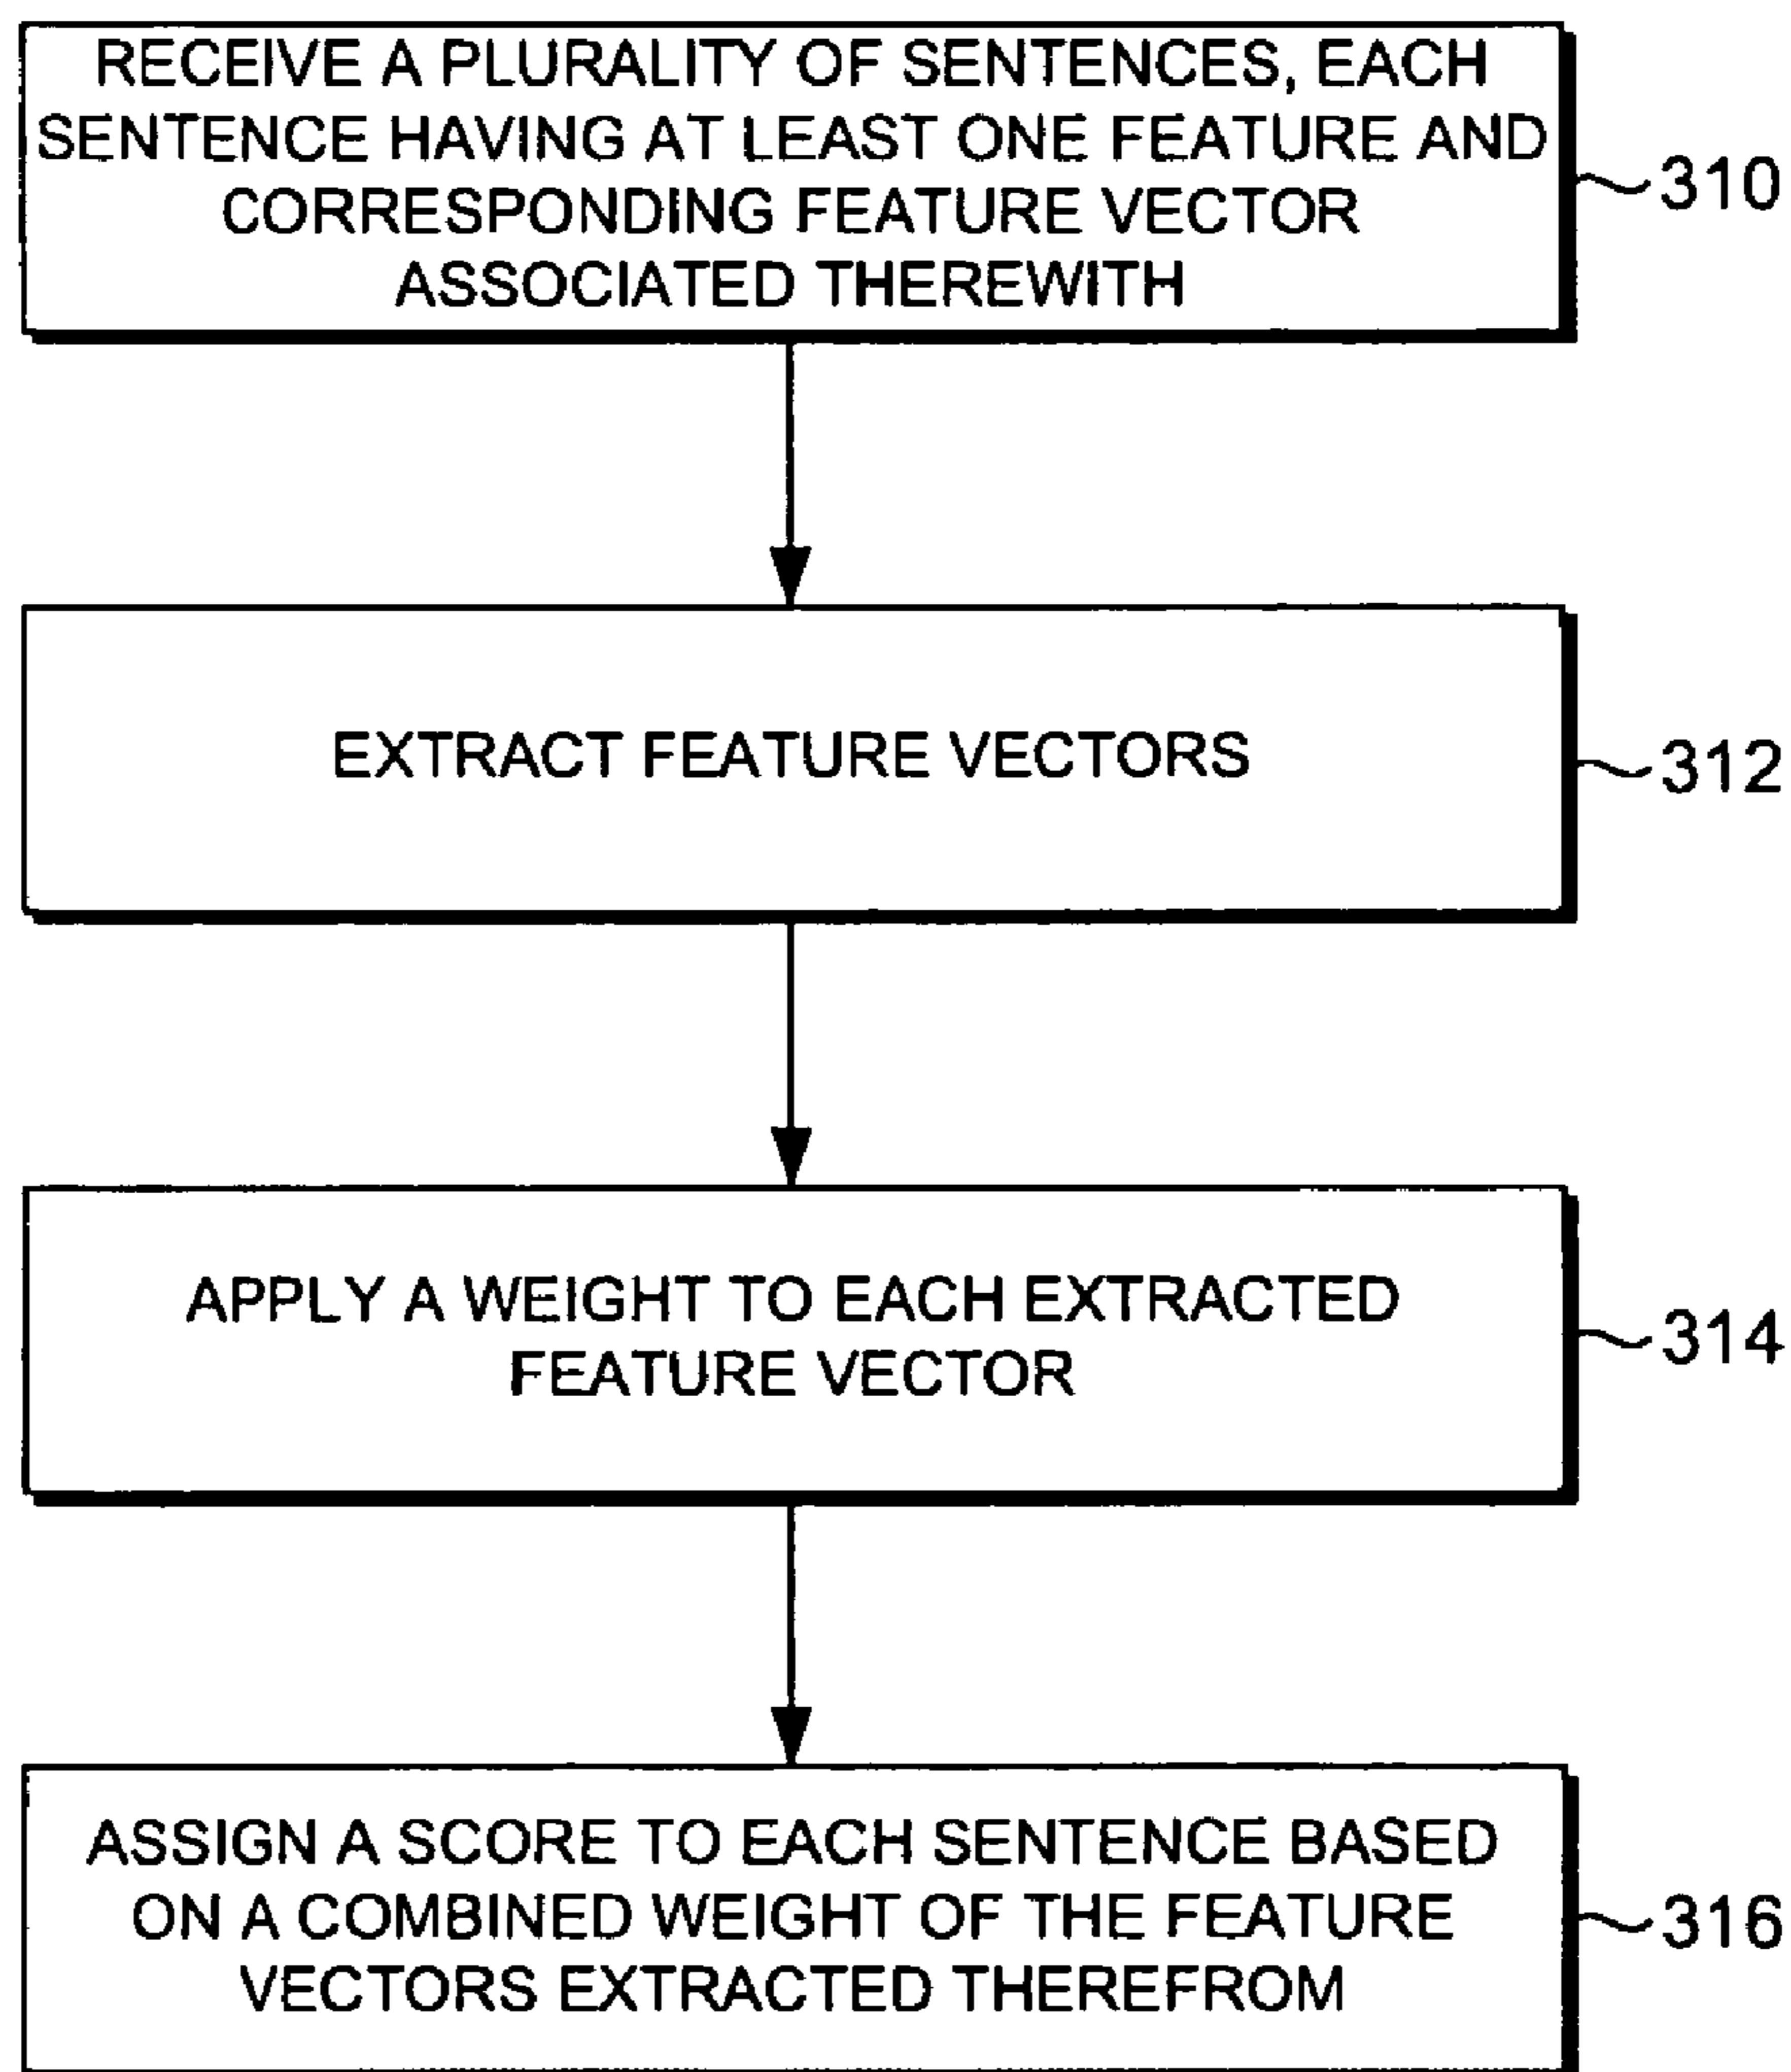 RECEIVE A PLURALITY OF SENTENCES, EACH
SENTENCE HAVING AT LEAST ONE FEATURE AND
CORRESPONDING FEATURE VECTOR
ASSOCIATED THEREWITH
310
EXTRACT FEATURE VECTORS
312
APPLY A WEIGHT TO EACH EXTRACTED
FEATURE VECTOR
314
ASSIGN A SCORE TO EACH SENTENCE BASED
ON A COMBINED WEIGHT OF THE FEATURE
VECTORS EXTRACTED THEREFROM
316